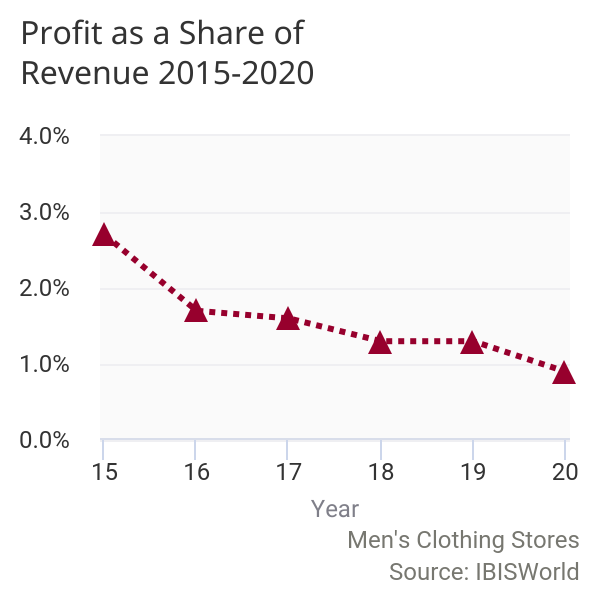 Profit as a Share of
Revenue 2015-2020
4.0%
3.0%
2.0%
1.0%
0.0%
15 16 17 18 19 20
Year
Men's Clothing Stores
Source: IBISWorld